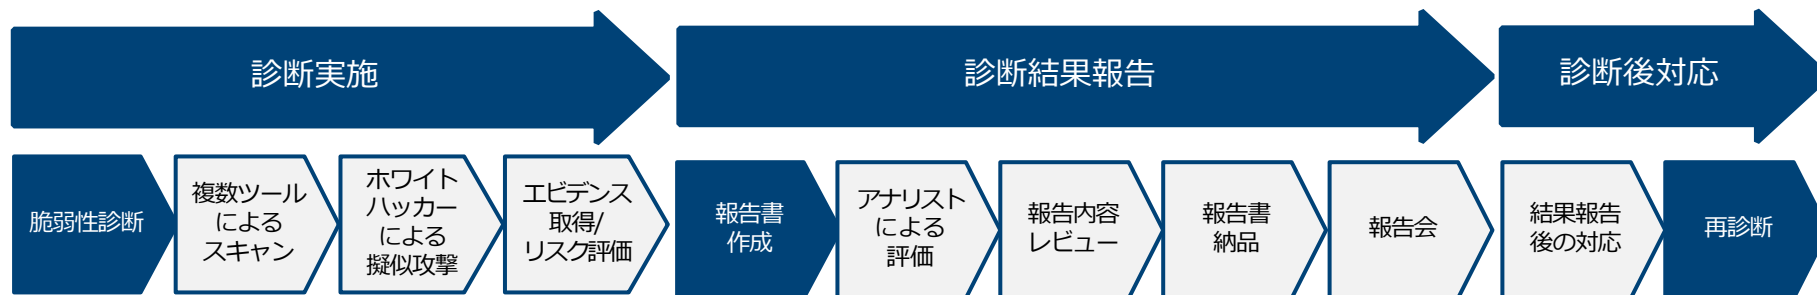 診断実施
診断結果報告
診断後対応
脆弱性診断
複数ツール
による
スキャン
ホワイト
ハッカー
による
擬似攻撃
エビデンス
取得/
リスク評価
報告書
作成
アナリスト
による
評価
報告内容
レビュー
報告書
納品
報告会
結果報告
後の対応
再診断